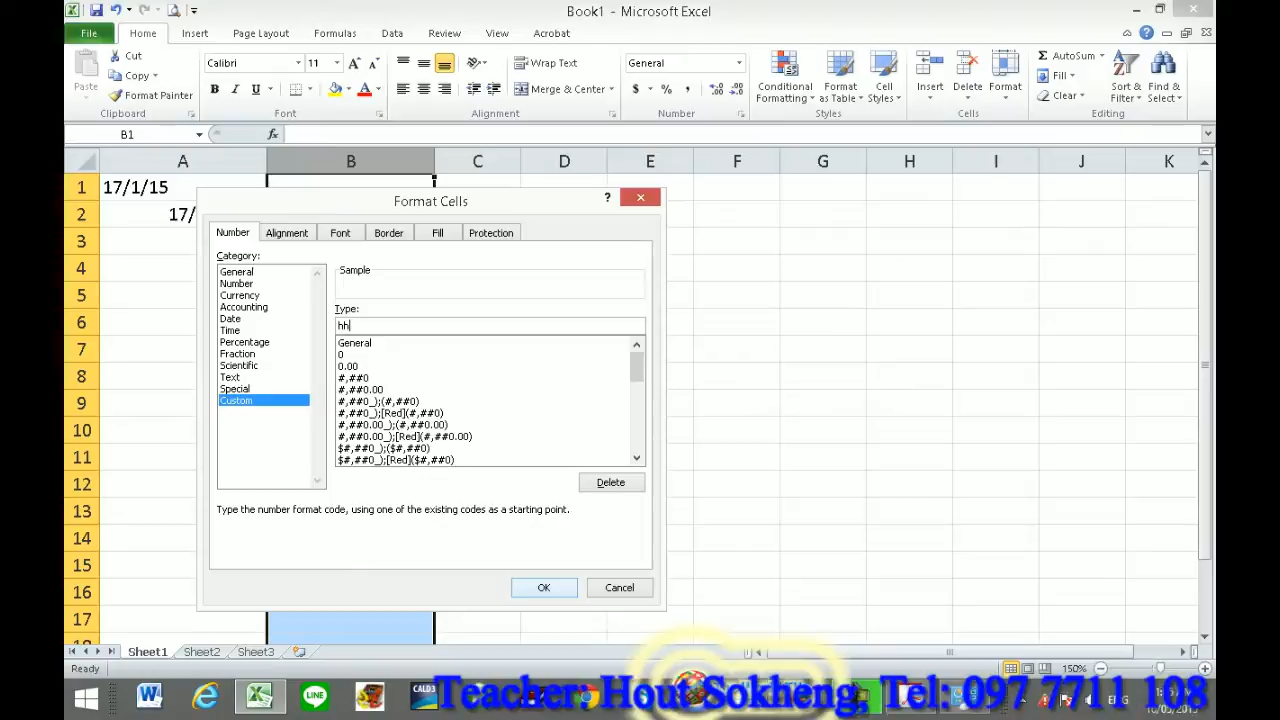 Book1 - Microsoft Excel
File Home Insert Page Layout Formulas Data Review View Acrobat
Cut Calibri 11 Wrap Text General AutoSum
Copy Fill
Paste Format Painter B I U Merge & Center $ % , Conditional Formatting Format as Table Cell Styles Insert Delete Format Clear Sort & Filter Find & Select
Clipboard Font Alignment Number Styles Cells Editing
B1 fx
A B C D E F G H I J K
1 17/1/15
2 17/
3
4
5
6
7
8
9
10
11
12
13
14
15
16
17
Format Cells
Number Alignment Font Border Fill Protection
Category:
General
Number
Currency
Accounting
Date
Time
Percentage
Fraction
Scientific
Text
Special
Custom
Sample
Type:
hh
General
0
0.00
#,##0
#,##0.00
#,##0_);(#,##0)
#,##0_);[Red](#,##0)
#,##0.00_);(#,##0.00)
#,##0.00_);[Red](#,##0.00)
$#,##0_);($#,##0)
$#,##0_);[Red]($#,##0)
Delete
Type the number format code, using one of the existing codes as a starting point.
OK Cancel
Sheet1 Sheet2 Sheet3
Ready 150%
LINE CALD3 ENG
Teacher: Hout Sokheng, Tel: 097 7711 108